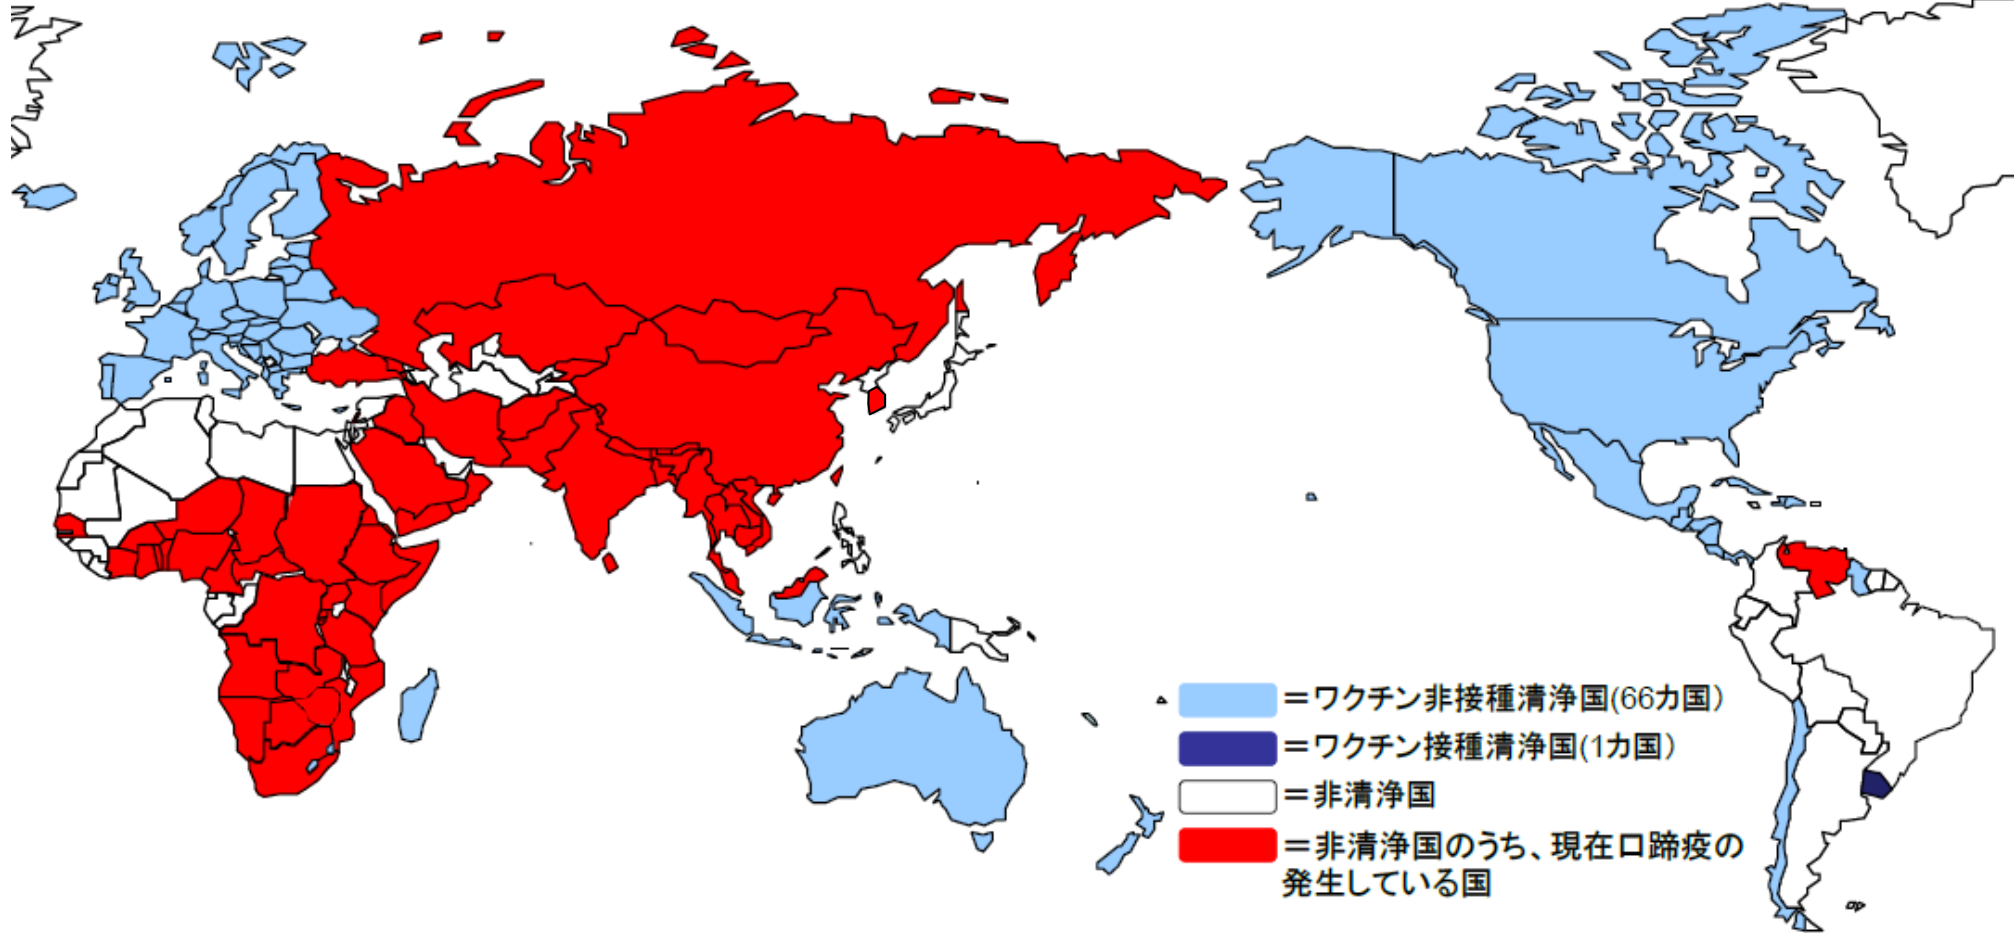 ＝ワクチン非接種清浄国(66カ国）
＝ワクチン接種清浄国(1カ国）
＝非清浄国
＝非清浄国のうち、現在口蹄疫の
発生している国